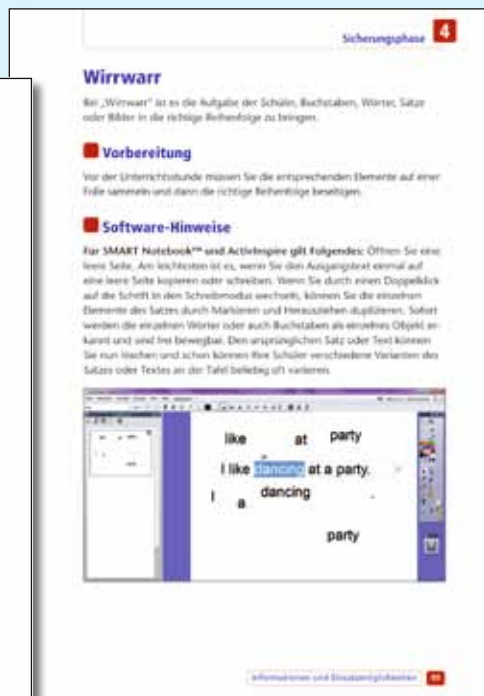 Sicherungsphase 4
Wirrwarr
Bei „Wirrwarr“ ist es die Aufgabe der Schüler, Buchstaben, Wörter, Sätze
oder Bilder in die richtige Reihenfolge zu bringen.
Vorbereitung
Vor der Unterrichtsstunde müssen Sie die entsprechenden Elemente auf einer
Folie sammeln und dann die richtige Reihenfolge beseitigen.
Software-Hinweise
Für SMART Notebook™ und ActivInspire gilt Folgendes: Öffnen Sie eine
leere Seite. Am leichtesten ist es, wenn Sie den Ausgangstext einmal auf
eine leere Seite kopieren oder schreiben. Wenn Sie durch einen Doppelklick
auf die Schrift in den Schreibmodus wechseln, können Sie die einzelnen
Elemente des Satzes durch Markieren und Herausziehen duplizieren. Sofort
werden die einzelnen Wörter oder auch Buchstaben als einzelnes Objekt er-
kannt und sind frei bewegbar. Den ursprünglichen Satz oder Text können
Sie nun löschen und schon können Ihre Schüler verschiedene Varianten des
Satzes oder Textes an der Tafel beliebig oft variieren.
like at party
I like dancing at a party.
I a dancing
party
Informationen und Einsatzmöglichkeiten